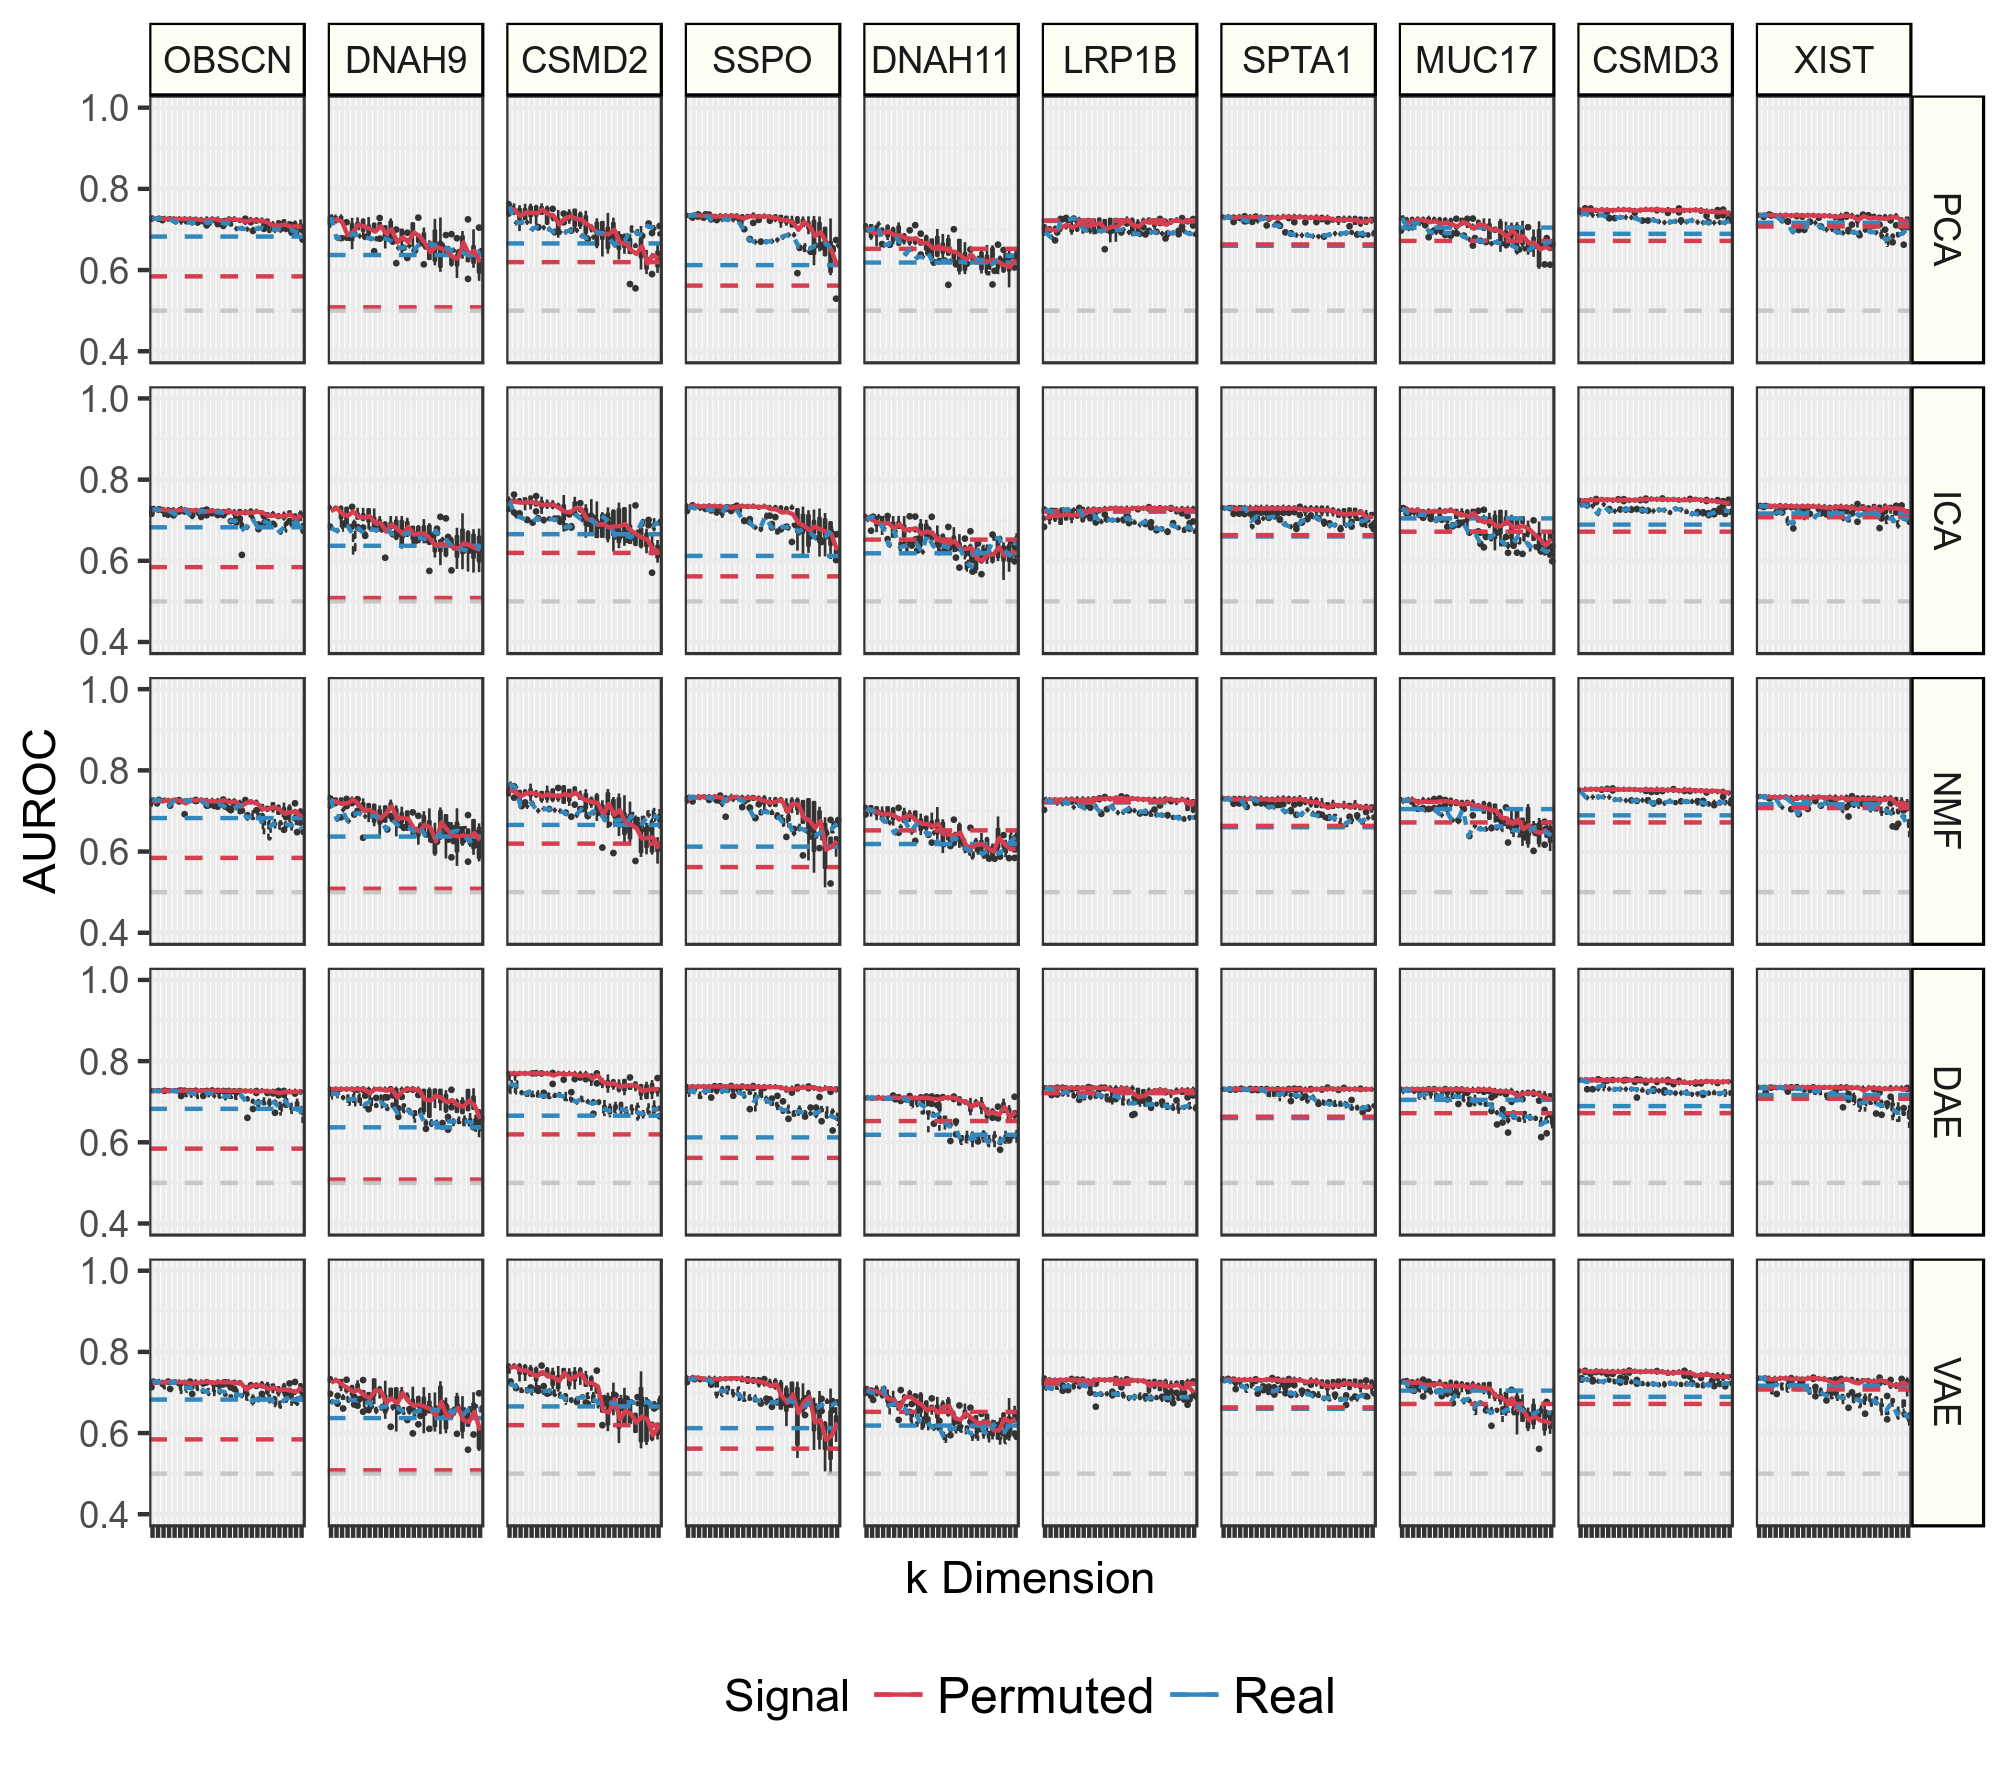 OBSCN DNAH9 CSMD2 SSPO DNAH11 LRP1B SPTA1 MUC17 CSMD3 XIST
1.0
0.8
0.6
0.4
PCA
1.0
0.8
0.6
0.4
ICA
1.0
0.8
0.6
0.4
NMF
1.0
0.8
0.6
0.4
DAE
1.0
0.8
0.6
0.4
VAE
AUROC
k Dimension
Signal Permuted Real